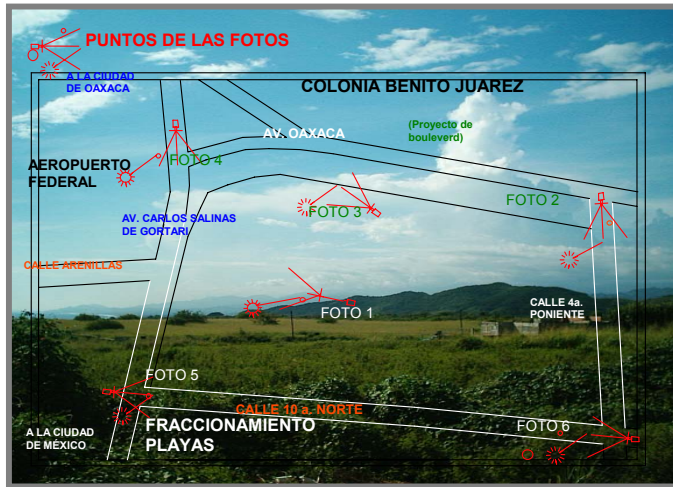 PUNTOS DE LAS FOTOS
A LA CIUDAD
DE OAXACA
COLONIA BENITO JUAREZ
AV. OAXACA
(Proyecto de
bouleverd)
AEROPUERTO
FEDERAL
FOTO 4
FOTO 2
FOTO 3
AV. CARLOS SALINAS
DE GORTARI
CALLE ARENILLAS
FOTO 1
CALLE 4a.
PONIENTE
FOTO 5
CALLE 10 a. NORTE
FRACCIONAMIENTO
PLAYAS
FOTO 6
A LA CIUDAD
DE MÉXICO